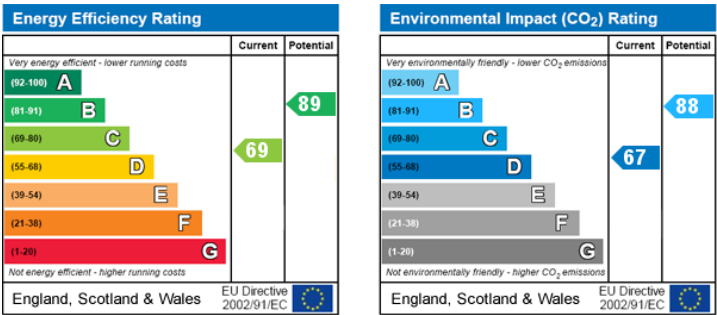 Energy Efficiency Rating
Current Potential
Very energy efficient - lower running costs
(92-100) A
(81-91) B
89
(69-80) C
69
(55-68) D
(39-54) E
(21-38) F
(1-20) G
Not energy efficient - higher running costs
England, Scotland & Wales
EU Directive
2002/91/EC
Environmental Impact (CO2) Rating
Current Potential
Very environmentally friendly - lower CO2 emissions
(92-100) A
(81-91) B
88
(69-80) C
(55-68) D
67
(39-54) E
(21-38) F
(1-20) G
Not environmentally friendly - higher CO2 emissions
England, Scotland & Wales
EU Directive
2002/91/EC